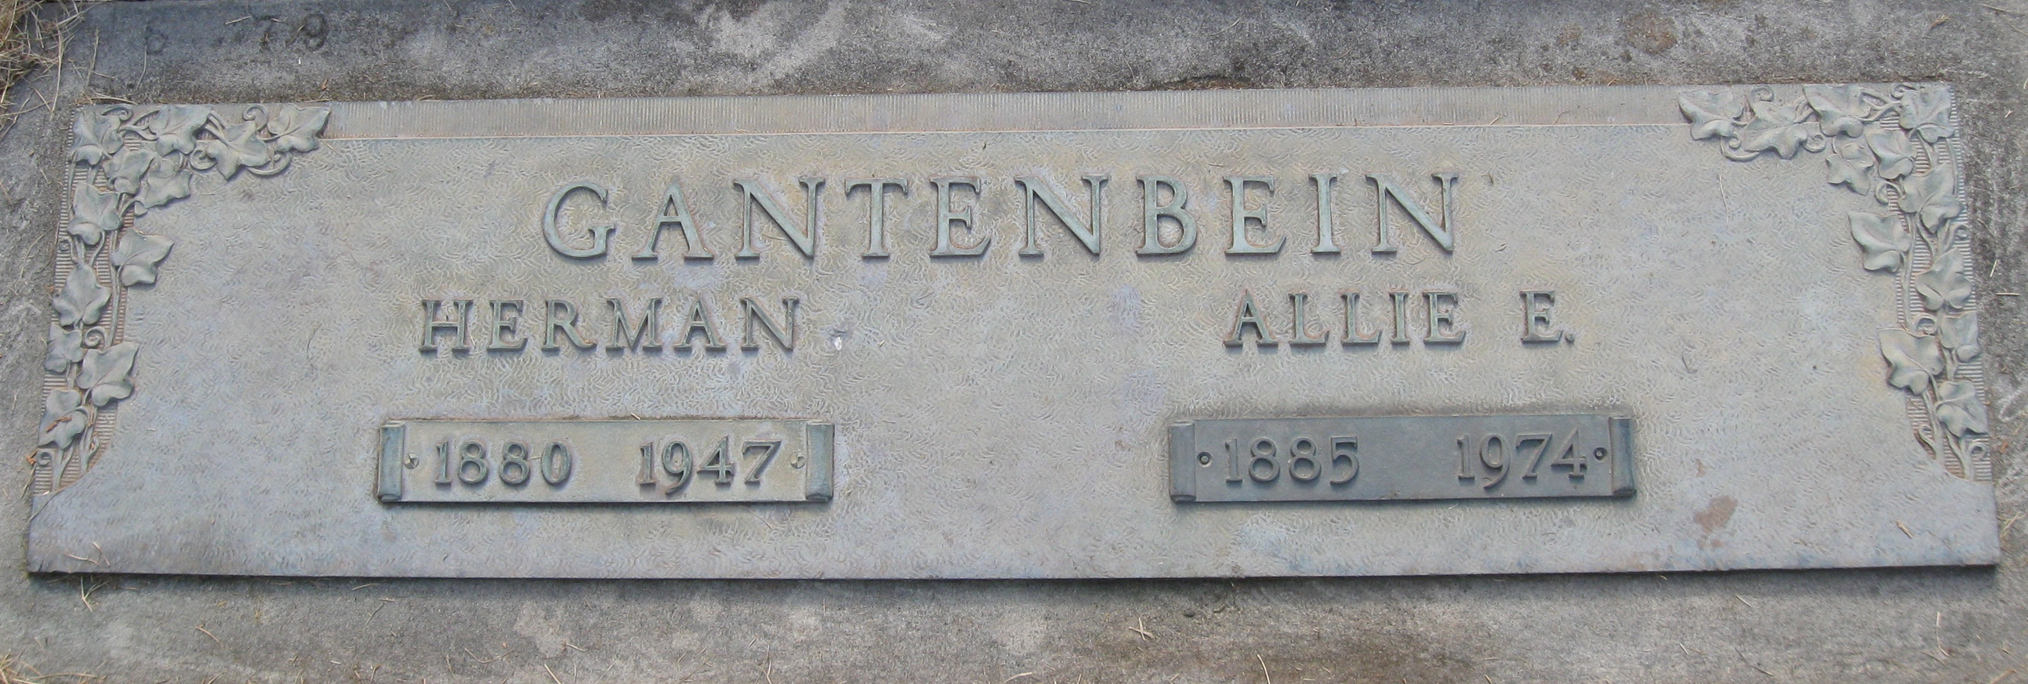 GANTENBEIN
HERMAN ALLIE E.
1880 1947 1885 1974